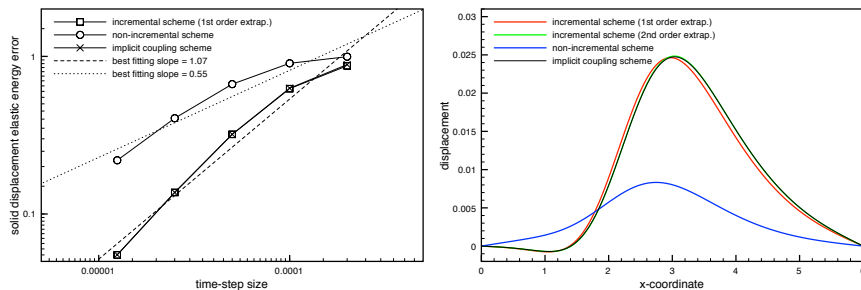 incremental scheme (1st order extrap.)
non-incremental scheme
implicit coupling scheme
best fitting slope = 1.07
best fitting slope = 0.55
solid displacement elastic energy error
1
0.1
0.00001
0.0001
time-step size
incremental scheme (1st order extrap.)
incremental scheme (2nd order extrap.)
non-incremental scheme
implicit coupling scheme
displacement
0.03
0.025
0.02
0.015
0.01
0.005
0
0
1
2
3
4
5
6
x-coordinate